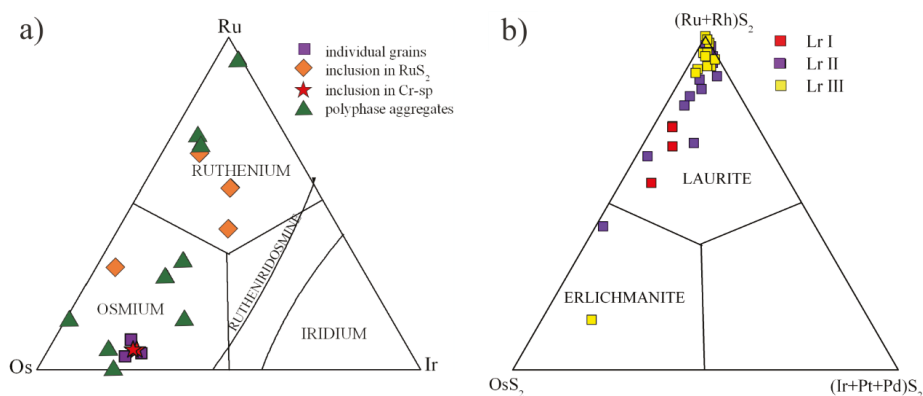 a)
Ru
individual grains
inclusion in RuS₂
inclusion in Cr-sp
polyphase aggregates
RUTHENIUM
RUTHENIRIDOSMINE
OSMIUM
IRIDIUM
Os
Ir
b)
(Ru+Rh)S₂
Lr I
Lr II
Lr III
LAURITE
ERLICHMANITE
OsS₂
(Ir+Pt+Pd)S₂